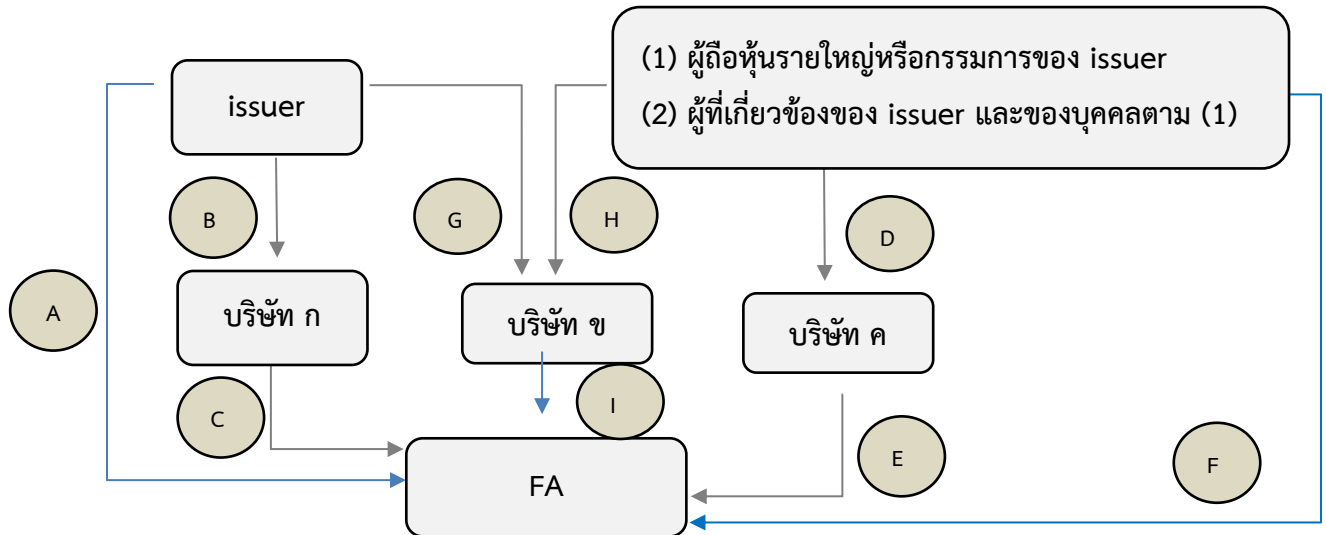 (1) ผู้ถือหุ้นรายใหญ่หรือกรรมการของ issuer
(2) ผู้ที่เกี่ยวข้องของ issuer และของบุคคลตาม (1)
issuer
B
G
H
D
A
บริษัท ก
บริษัท ข
บริษัท ค
C
I
E
F
FA